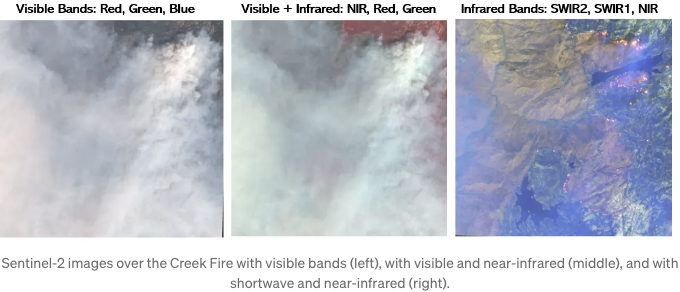 Visible Bands: Red, Green, Blue
Visible + Infrared: NIR, Red, Green
Infrared Bands: SWIR2, SWIR1, NIR
Sentinel-2 images over the Creek Fire with visible bands (left), with visible and near-infrared (middle), and with
shortwave and near-infrared (right).